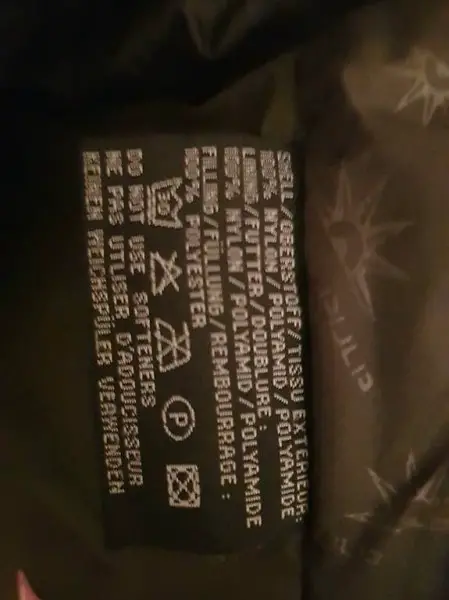 SHELL/OBERSTOFF/TISSU EXTERIEUR:
100% NYLON/POLYAMID/POLYAMIDE
LINING/FUTTER/DOUBLURE:
100% NYLON/POLYAMID/POLYAMIDE
FILLING/FÜLLUNG/REMBOURRAGE:
100% POLYESTER
P
DO NOT USE SOFTENERS
NE PAS UTLISER D'ADOUCISSEUR
KEINEN WEICHSPÜLER VERWENDEN